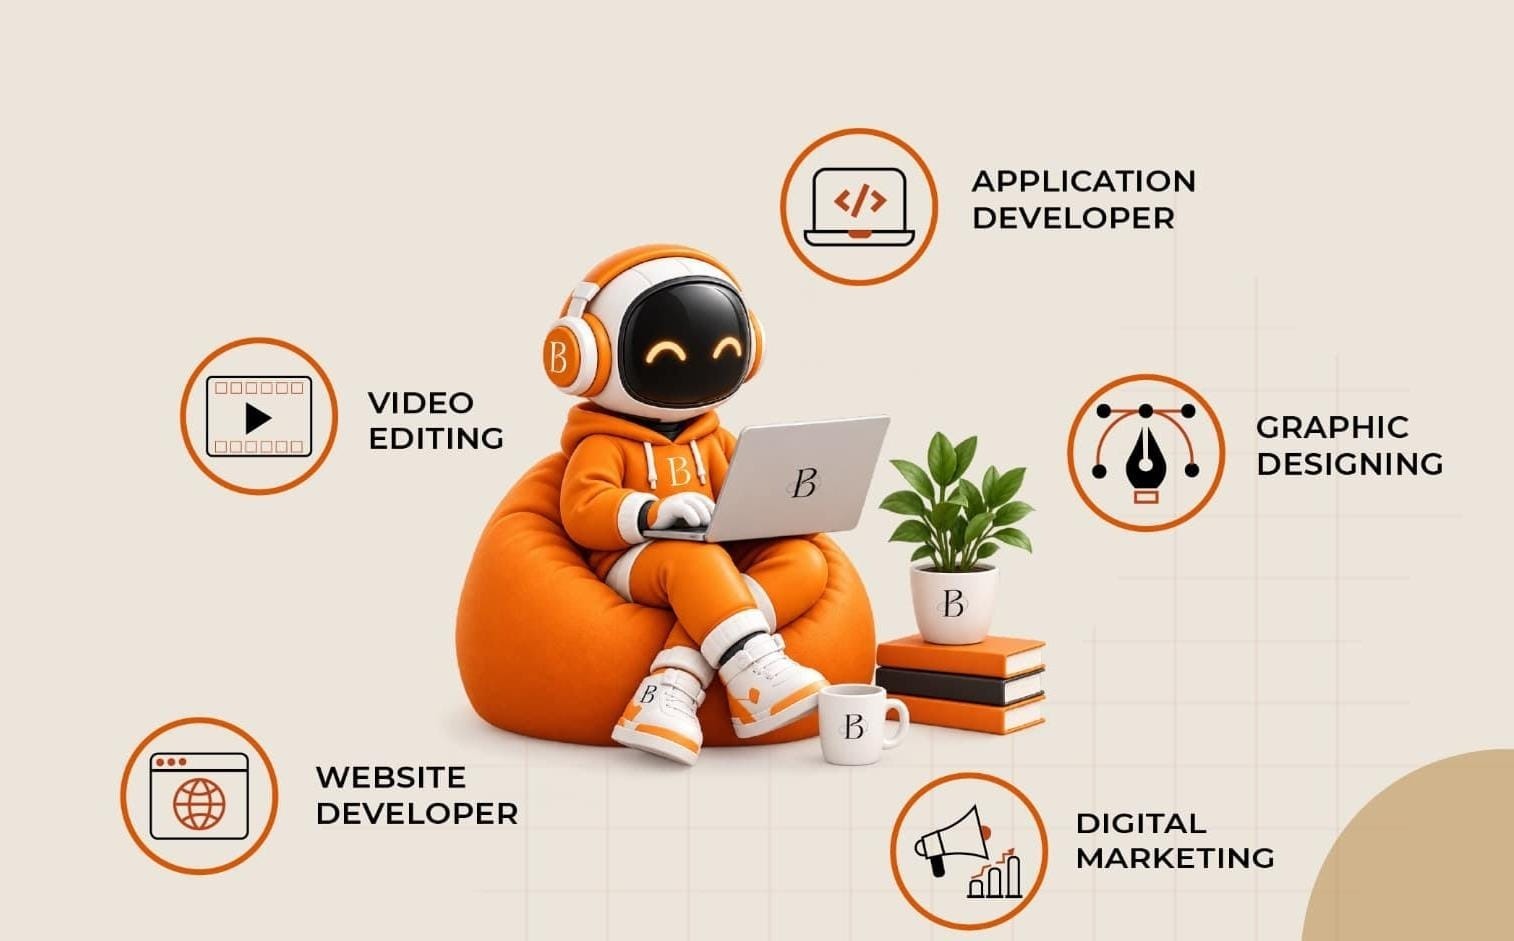 APPLICATION
DEVELOPER
VIDEO
EDITING
GRAPHIC
DESIGNING
WEBSITE
DEVELOPER
DIGITAL
MARKETING
B
B
B
B
B
B